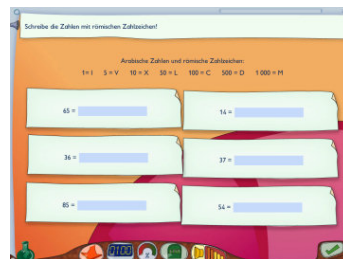 Schreibe die Zahlen mit römischen Zahlzeichen!
Arabische Zahlen und römische Zahlzeichen:
1= I 5 = V 10 = X 50 = L 100 = C 500 = D 1 000 = M
65 =
14 =
36 =
37 =
85 =
54 =